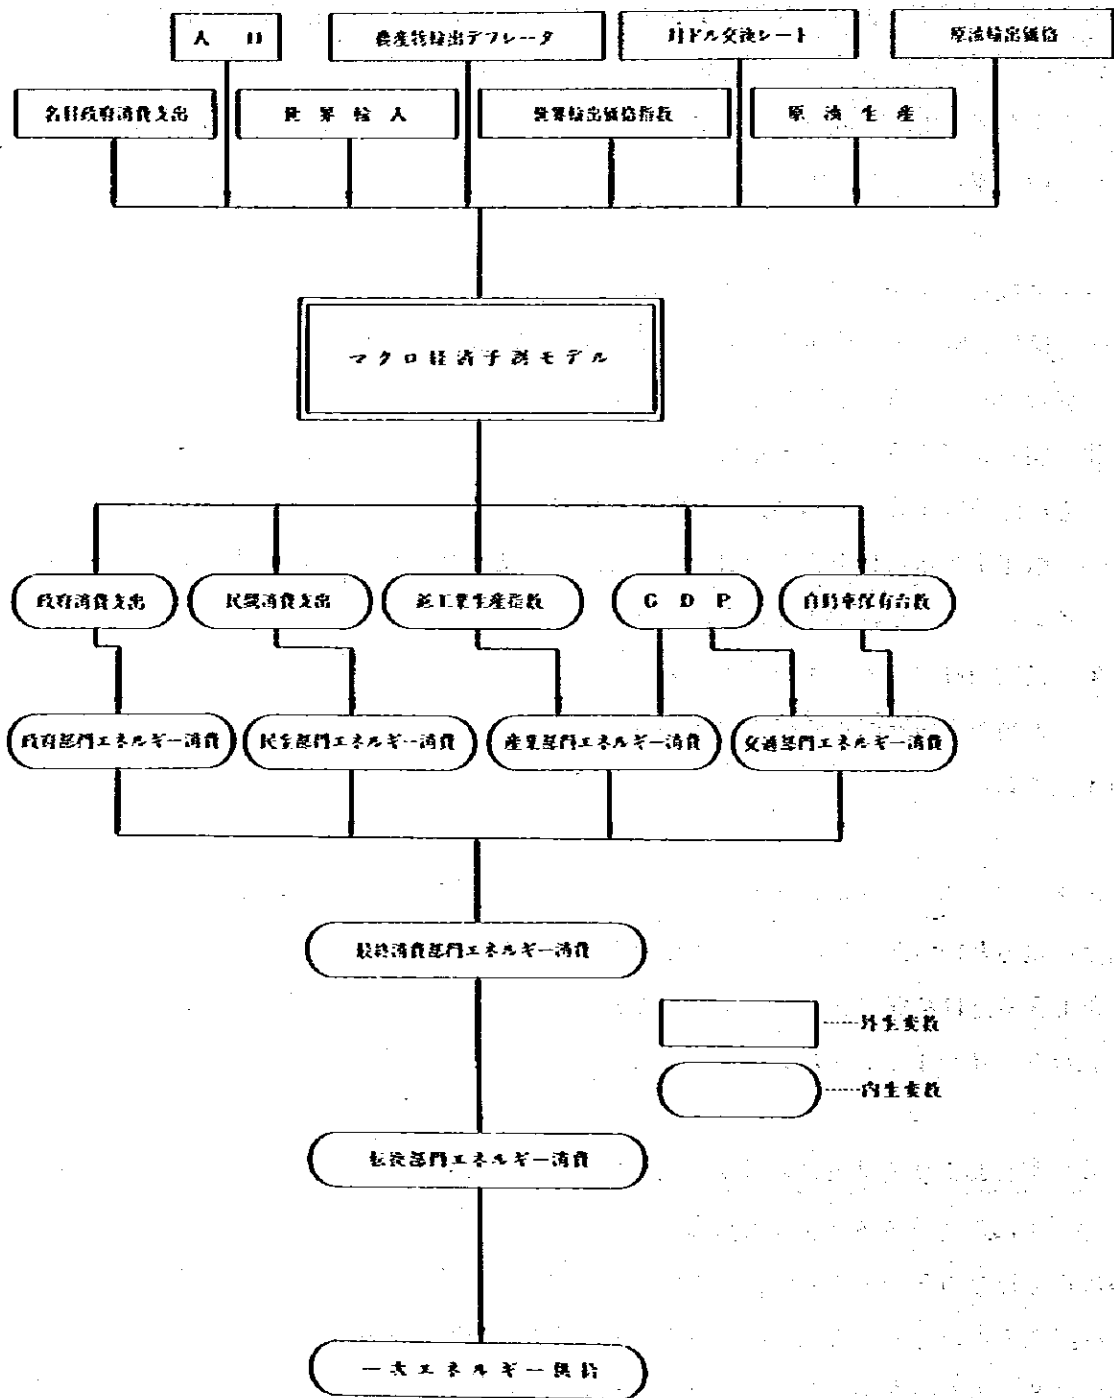 人口
農産物輸出デフレータ
対ドル交換レート
原油輸出価格
名目政府消費支出
世界輸入
世界輸出価格指数
原油生産
マクロ経済予測モデル
政府消費支出
民間消費支出
鉱工業生産指数
GDP
自動車保有台数
政府部門エネルギー消費
民生部門エネルギー消費
産業部門エネルギー消費
交通部門エネルギー消費
最終消費部門エネルギー消費
……外生変数
……内生変数
転換部門エネルギー消費
一次エネルギー供給